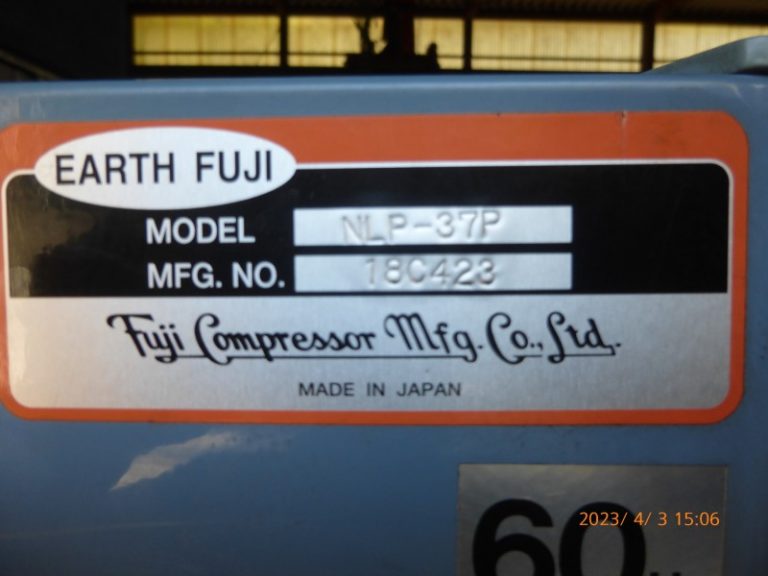 EARTH FUJI
MODEL NLP-37P
MFG. NO. 18C423
Fuji Compressor Mfg. Co., Ltd.
MADE IN JAPAN
60
2023/ 4/ 3 15:06